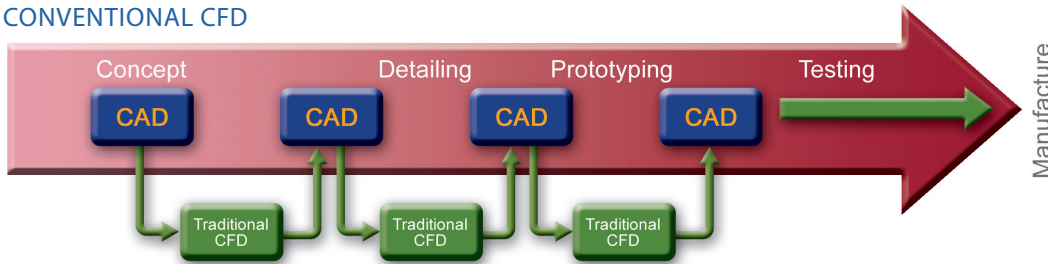 CONVENTIONAL CFD
Concept
Detailing
Prototyping
Testing
CAD
CAD
CAD
CAD
Traditional
CFD
Traditional
CFD
Traditional
CFD
Manufacture